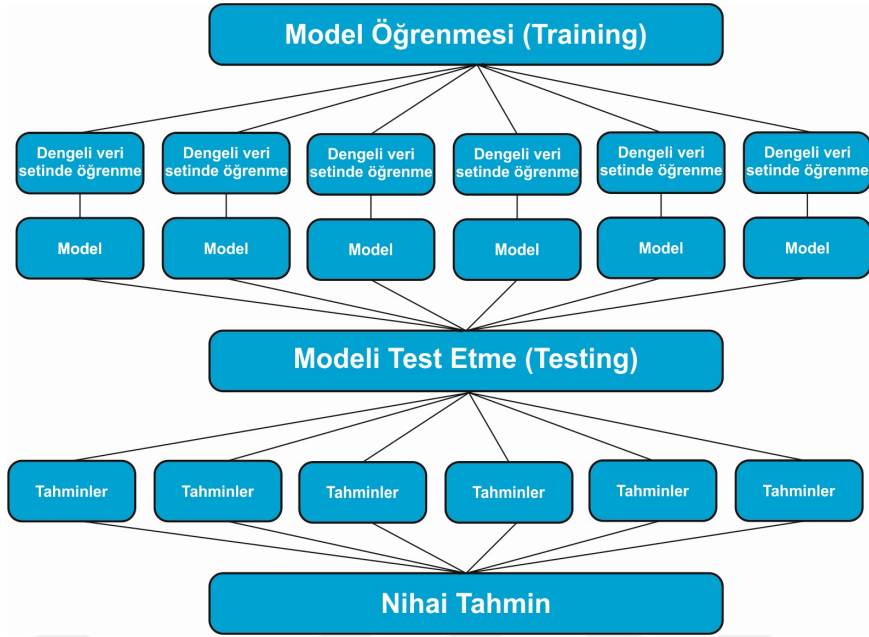 Model Öğrenmesi (Training)
Dengeli veri
setinde öğrenme
Dengeli veri
setinde öğrenme
Dengeli veri
setinde öğrenme
Dengeli veri
setinde öğrenme
Dengeli veri
setinde öğrenme
Dengeli veri
setinde öğrenme
Model
Model
Model
Model
Model
Model
Modeli Test Etme (Testing)
Tahminler
Tahminler
Tahminler
Tahminler
Tahminler
Tahminler
Nihai Tahmin